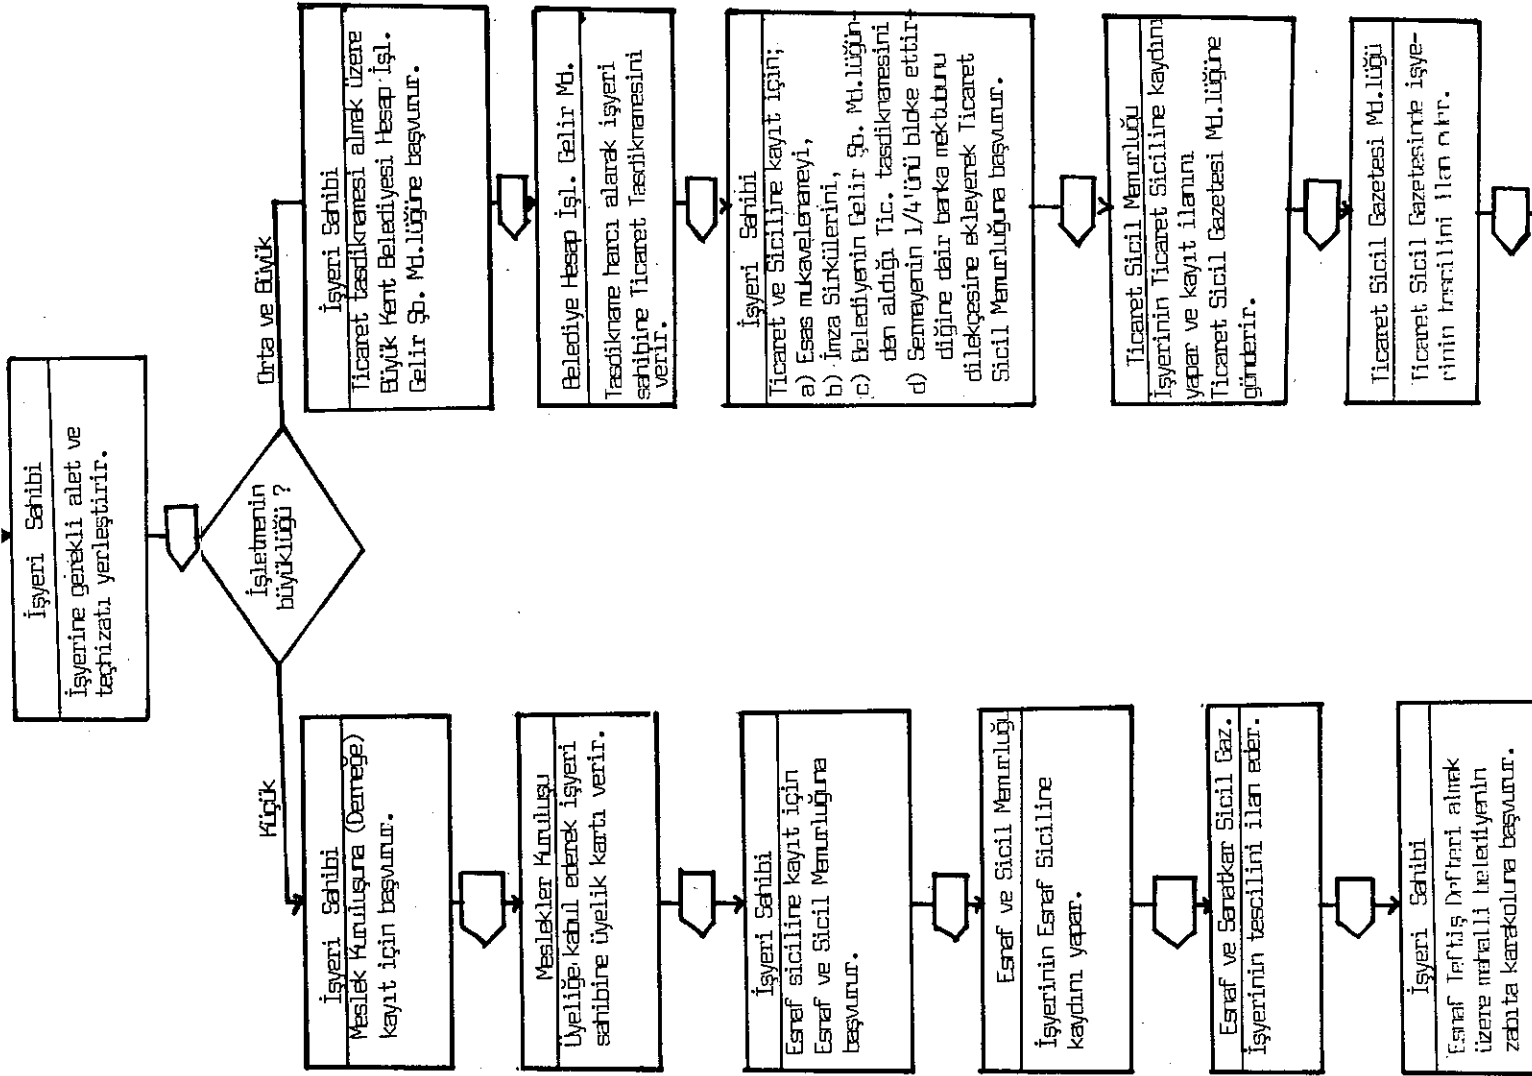 İşyeri Sahibi
İşyerine gerekli alet ve
teçhizatı yerleştirir.
İşletmenin
büyüklüğü ?
Küçük
Orta ve Büyük
İşyeri Sahibi
Meslek Kuruluşuna (Derneğe)
kayıt için başvurur.
Meslekler Kuruluşu
Üyeliğe kabul ederek işyeri
sahibine üyelik kartı verir.
İşyeri Sahibi
Esnaf siciline kayıt için
Esnaf ve Sicil Memurluğuna
başvurur.
Esnaf ve Sicil Memurluğu
İşyerinin Esnaf Siciline
kaydını yapar.
Esnaf ve Sanatkar Sicil Gaz.
İşyerinin tescilini ilan eder.
İşyeri Sahibi
Esnaf Teftiş Defteri almak
üzere mahalli belediyenin
zabıta karakoluna başvurur.
İşyeri Sahibi
Ticaret tasdiknamesi almak üzere
Büyük Kent Belediyesi Hesap İşl.
Gelir Şb. Md.lüğüne başvurur.
Belediye Hesap İşl. Gelir Md.
Tasdikname harcı alarak işyeri
sahibine Ticaret Tasdiknamesini
verir.
İşyeri Sahibi
Ticaret ve Siciline kayıt için;
a) Esas mukavelenameyi,
b) İmza Sirkülerini,
c) Belediyenin Gelir Şb. Md.lüğün-
den aldığı Tic. tasdiknamesini
d) Sermayenin 1/4'ünü bloke ettir-
diğine dair banka mektubunu
dilekçesine ekleyerek Ticaret
Sicil Memurluğuna başvurur.
Ticaret Sicil Memurluğu
İşyerinin Ticaret Siciline kaydını
yapar ve kayıt ilanını
Ticaret Sicil Gazetesi Md.lüğüne
gönderir.
Ticaret Sicil Gazetesi Md.lüğü
Ticaret Sicil Gazetesinde işye-
rinin tescilini ilan eder.